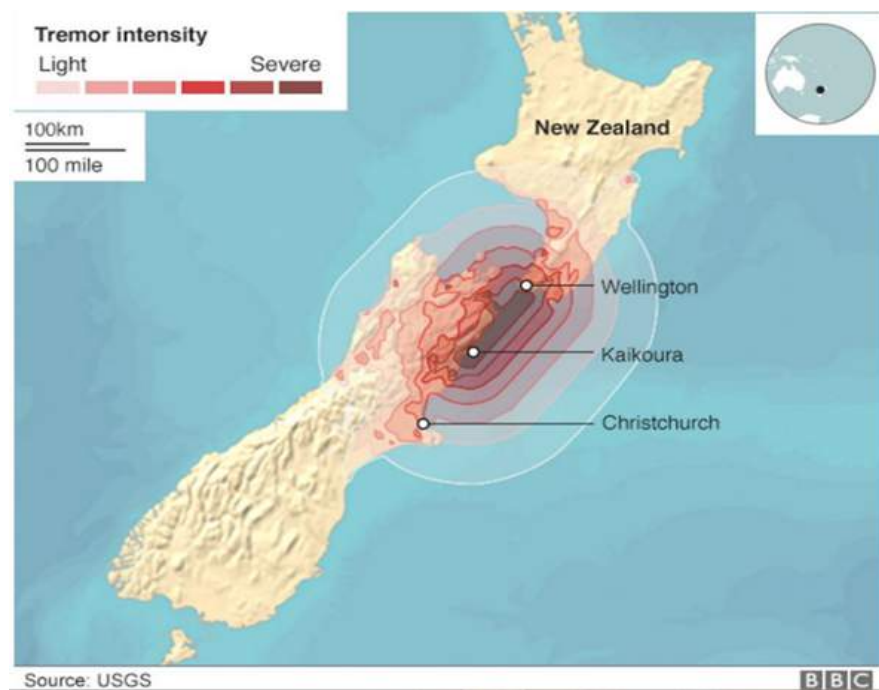 Tremor intensity
Light Severe
100km
100 mile
New Zealand
Wellington
Kaikoura
Christchurch
Source: USGS
BBC